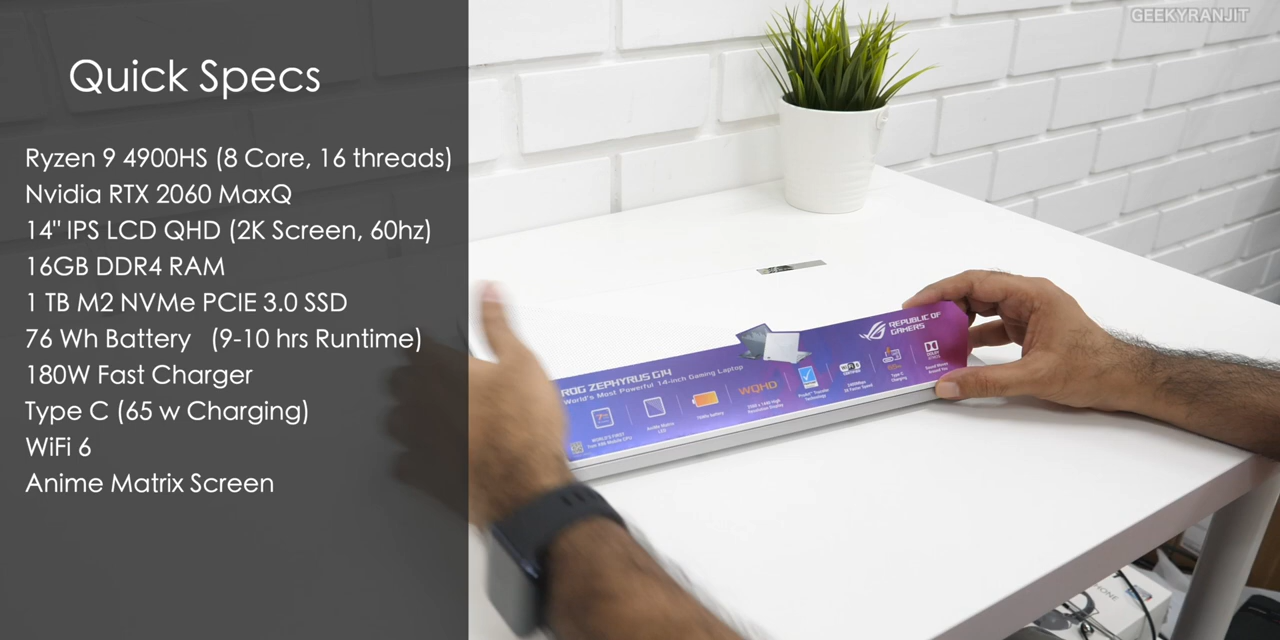 GEEKYRANJIT
Quick Specs
Ryzen 9 4900HS (8 Core, 16 threads)
Nvidia RTX 2060 MaxQ
14" IPS LCD QHD (2K Screen, 60hz)
16GB DDR4 RAM
1 TB M2 NVMe PCIE 3.0 SSD
76 Wh Battery (9-10 hrs Runtime)
180W Fast Charger
Type C (65 w Charging)
WiFi 6
Anime Matrix Screen
REPUBLIC OF
GAMERS
ROG ZEPHYRUS G14
World's Most Powerful 14-inch Gaming Laptop
WQHD
Type-C
Charging
DOLBY